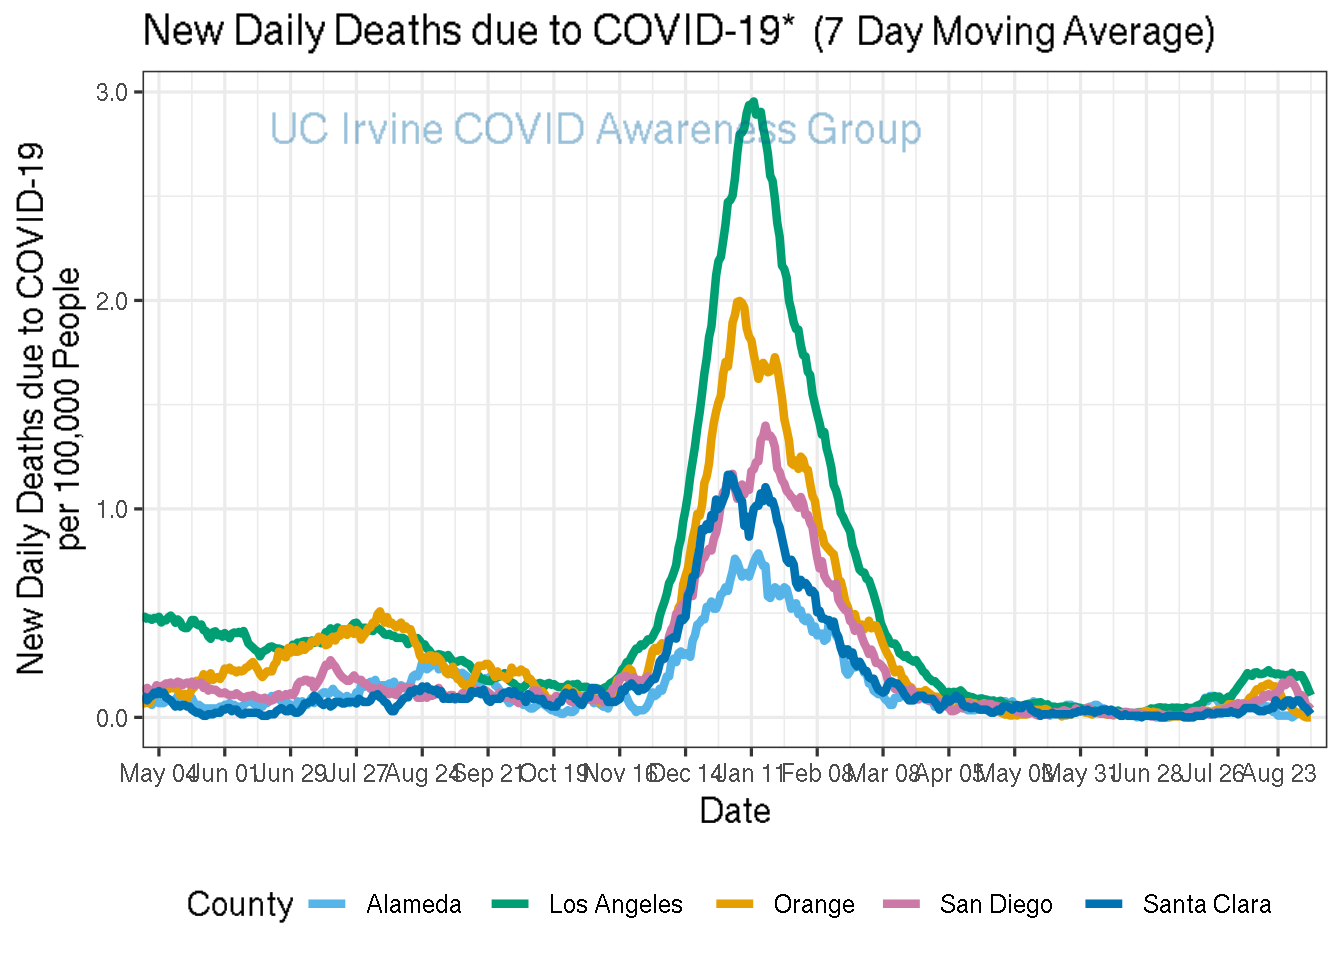 New Daily Deaths due to COVID-19* (7 Day Moving Average)
UC Irvine COVID Awareness Group
New Daily Deaths due to COVID-19
per 100,000 People
3.0
2.0
1.0
0.0
May 04 Jun 01 Jun 29 Jul 27 Aug 24 Sep 21 Oct 19 Nov 16 Dec 14 Jan 11 Feb 08 Mar 08 Apr 05 May 03 May 31 Jun 28 Jul 26 Aug 23
Date
County Alameda Los Angeles Orange San Diego Santa Clara